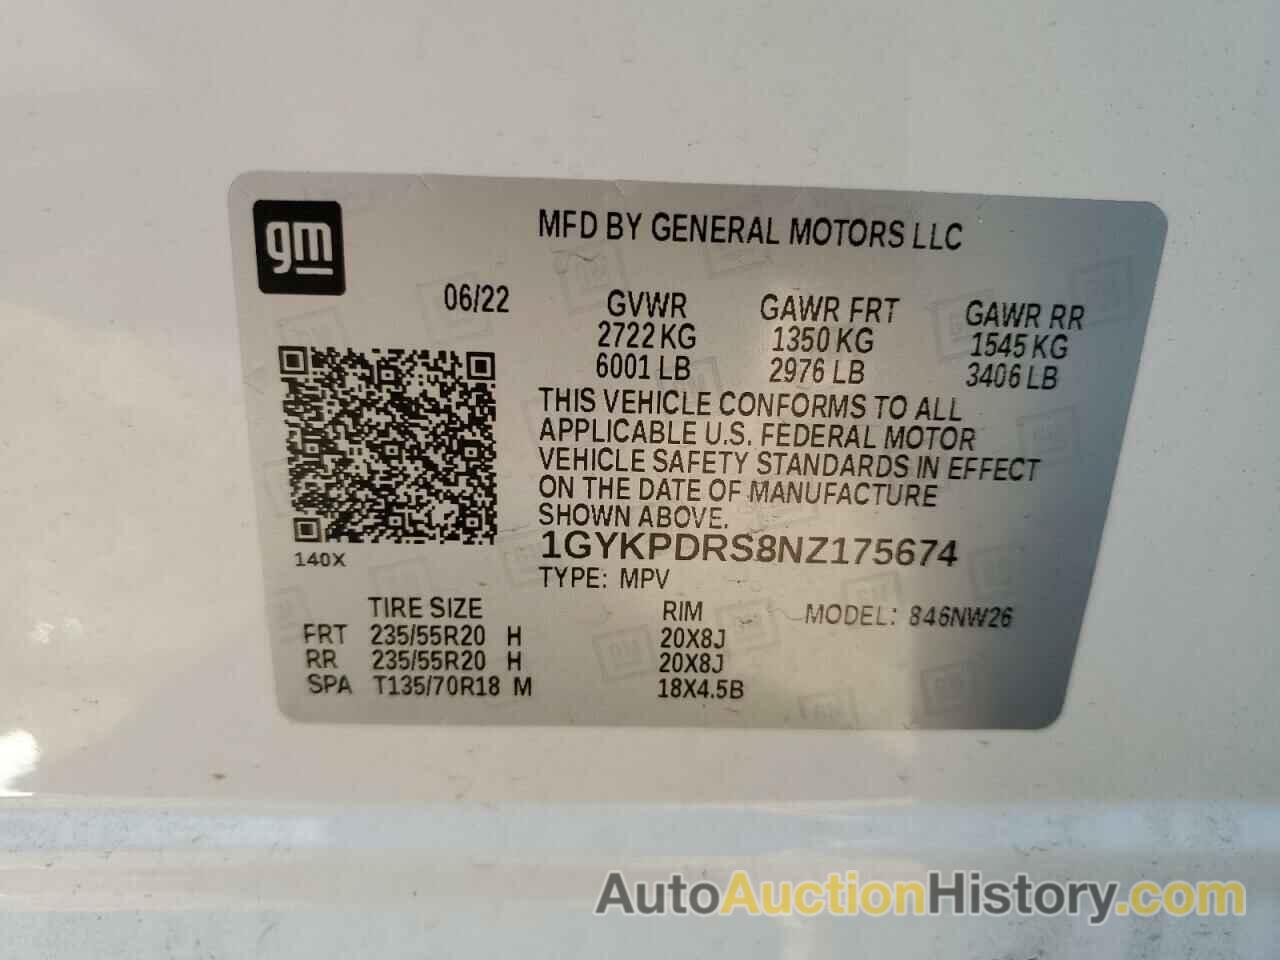 gm
MFD BY GENERAL MOTORS LLC
06/22 GVWR GAWR FRT GAWR RR
2722 KG 1350 KG 1545 KG
6001 LB 2976 LB 3406 LB
THIS VEHICLE CONFORMS TO ALL
APPLICABLE U.S. FEDERAL MOTOR
VEHICLE SAFETY STANDARDS IN EFFECT
ON THE DATE OF MANUFACTURE
SHOWN ABOVE.
140X
1GYKPDRS8NZ175674
TYPE: MPV
TIRE SIZE RIM MODEL: 846NW26
FRT 235/55R20 H 20X8J
RR 235/55R20 H 20X8J
SPA T135/70R18 M 18X4.5B
AutoAuctionHistory.com